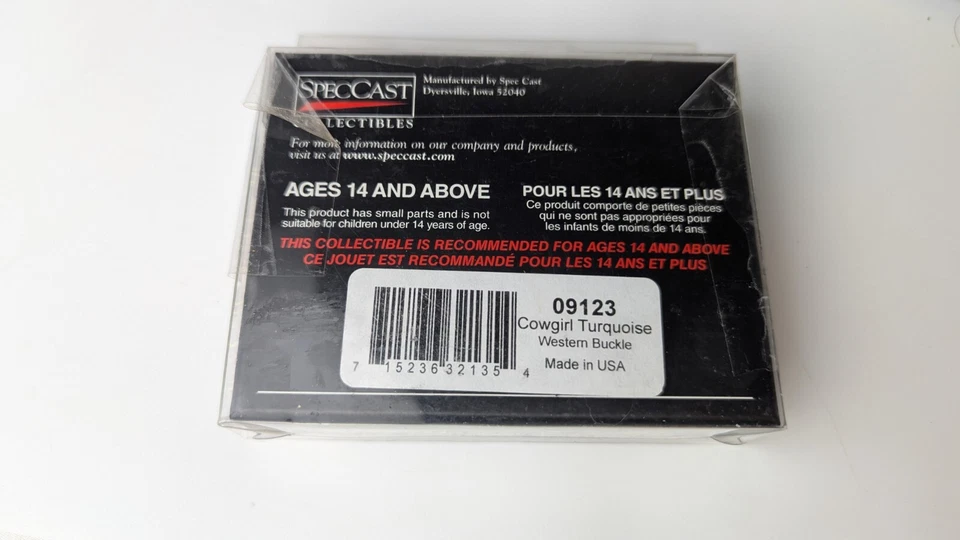 SPECCAST
COLLECTIBLES
Manufactured by Spec Cast
Dyersville, Iowa 52040
For more information on our company and products,
visit us at www.speccast.com
AGES 14 AND ABOVE
This product has small parts and is not
suitable for children under 14 years of age.
POUR LES 14 ANS ET PLUS
Ce produit comporte de petites pièces
qui ne sont pas appropriées pour
les infants de moins de 14 ans.
THIS COLLECTIBLE IS RECOMMENDED FOR AGES 14 AND ABOVE
CE JOUET EST RECOMMANDÉ POUR LES 14 ANS ET PLUS
7 15236 32135 4
09123
Cowgirl Turquoise
Western Buckle
Made in USA